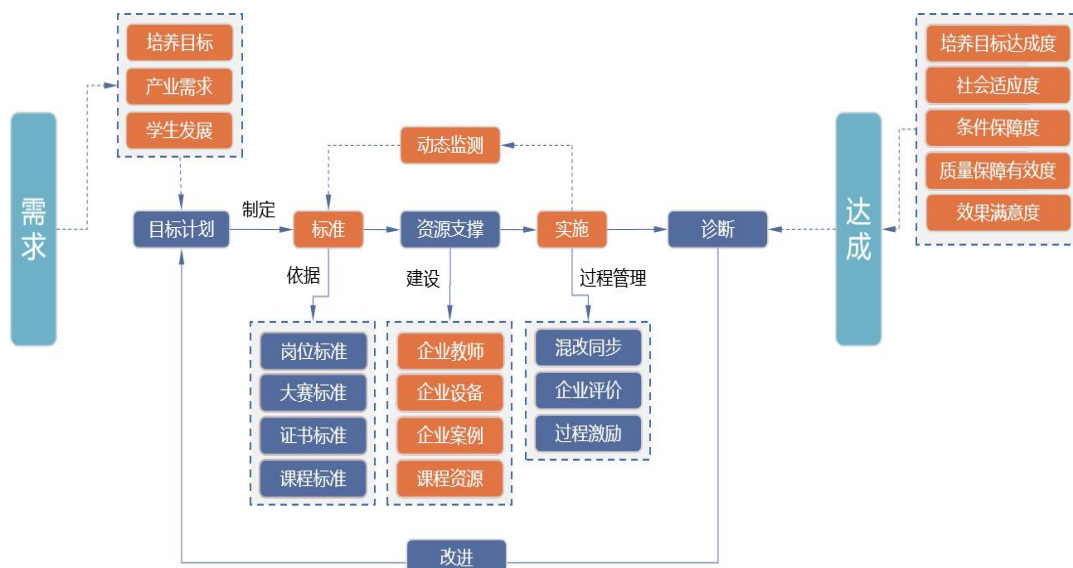 培养目标
产业需求
学生发展
需求
目标计划
制定
标准
动态监测
资源支撑
实施
诊断
达成
培养目标达成度
社会适应度
条件保障度
质量保障有效度
效果满意度
依据
建设
过程管理
岗位标准
大赛标准
证书标准
课程标准
企业教师
企业设备
企业案例
课程资源
混改同步
企业评价
过程激励
改进